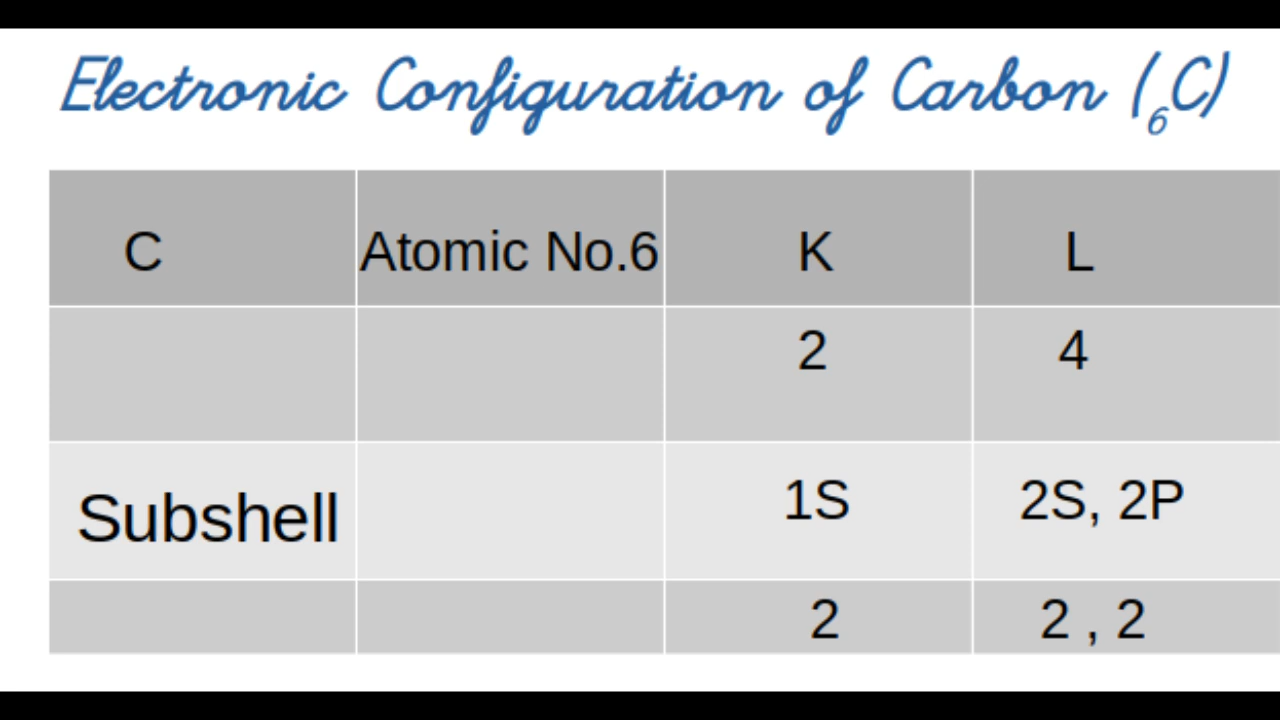 Electronic Configuration of Carbon (₆C)
C Atomic No.6 K L
2 4
Subshell 1S 2S, 2P
2 2 , 2